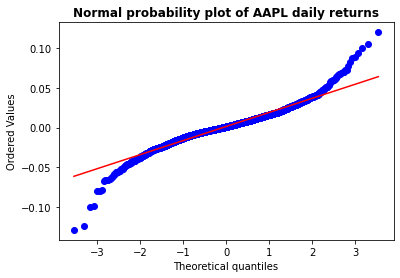 Normal probability plot of AAPL daily returns
Ordered Values
0.10
0.05
0.00
−0.05
−0.10
−3 −2 −1 0 1 2 3
Theoretical quantiles